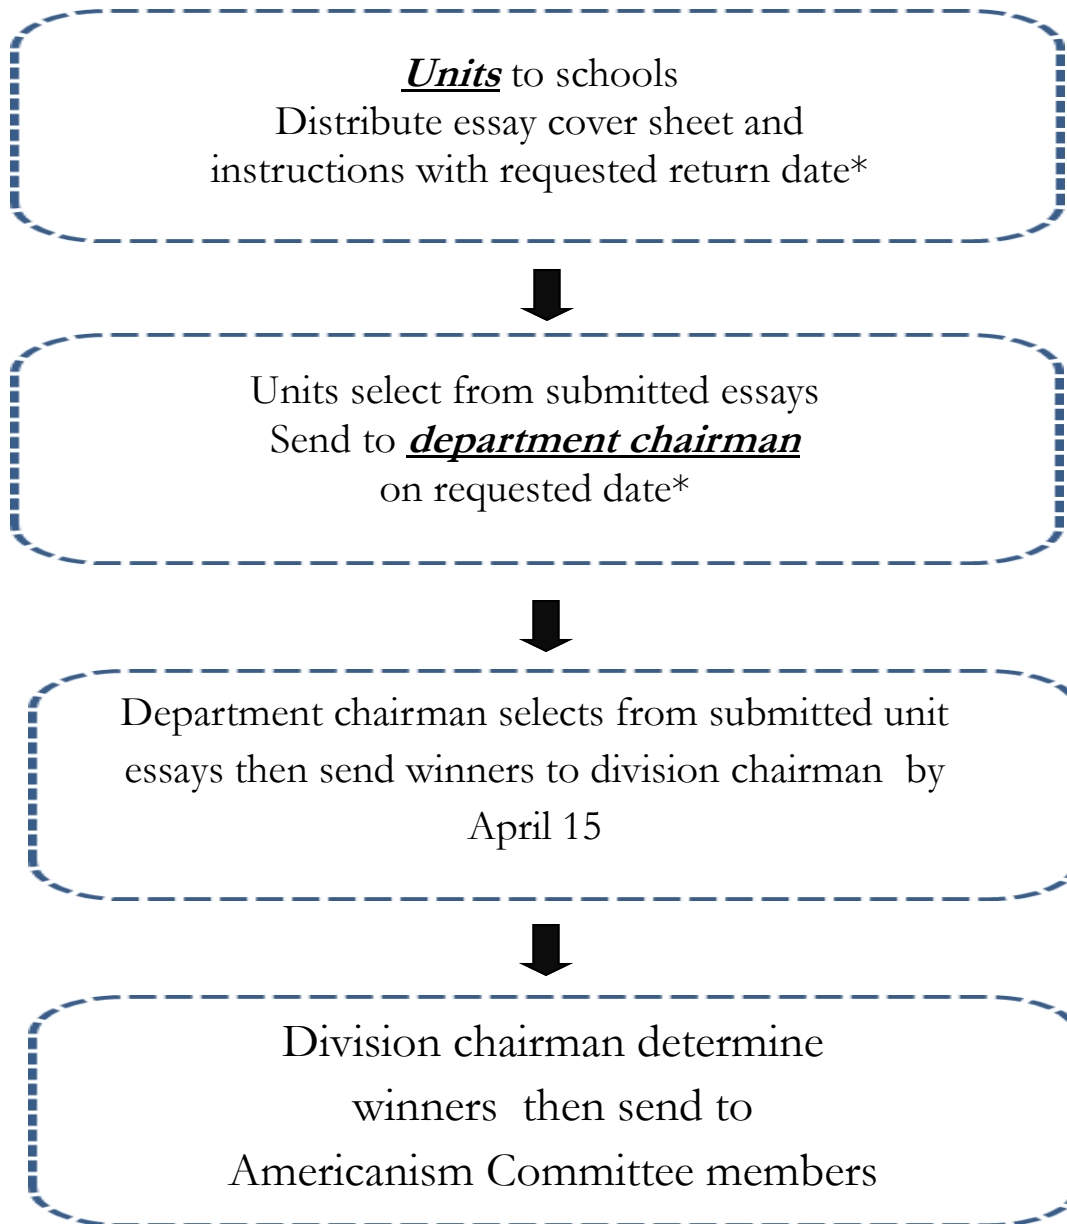 Units to schools
Distribute essay cover sheet and
instructions with requested return date*
Units select from submitted essays
Send to department chairman
on requested date*
Department chairman selects from submitted unit
essays then send winners to division chairman by
April 15
Division chairman determine
winners then send to
Americanism Committee members